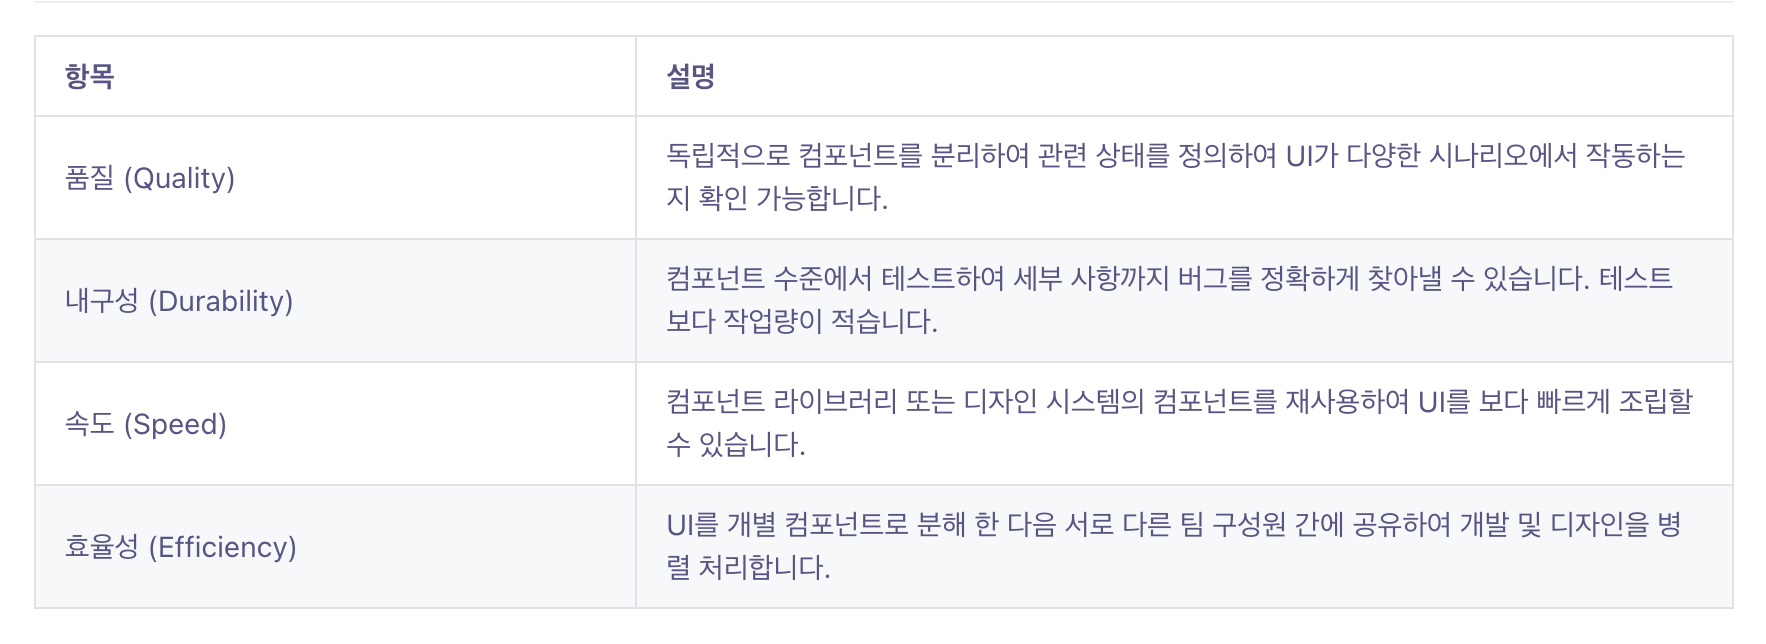 항목
설명
품질 (Quality)
독립적으로 컴포넌트를 분리하여 관련 상태를 정의하여 UI가 다양한 시나리오에서 작동하는
지 확인 가능합니다.
내구성 (Durability)
컴포넌트 수준에서 테스트하여 세부 사항까지 버그를 정확하게 찾아낼 수 있습니다. 테스트
보다 작업량이 적습니다.
속도 (Speed)
컴포넌트 라이브러리 또는 디자인 시스템의 컴포넌트를 재사용하여 UI를 보다 빠르게 조립할
수 있습니다.
효율성 (Efficiency)
UI를 개별 컴포넌트로 분해 한 다음 서로 다른 팀 구성원 간에 공유하여 개발 및 디자인을 병
렬 처리합니다.